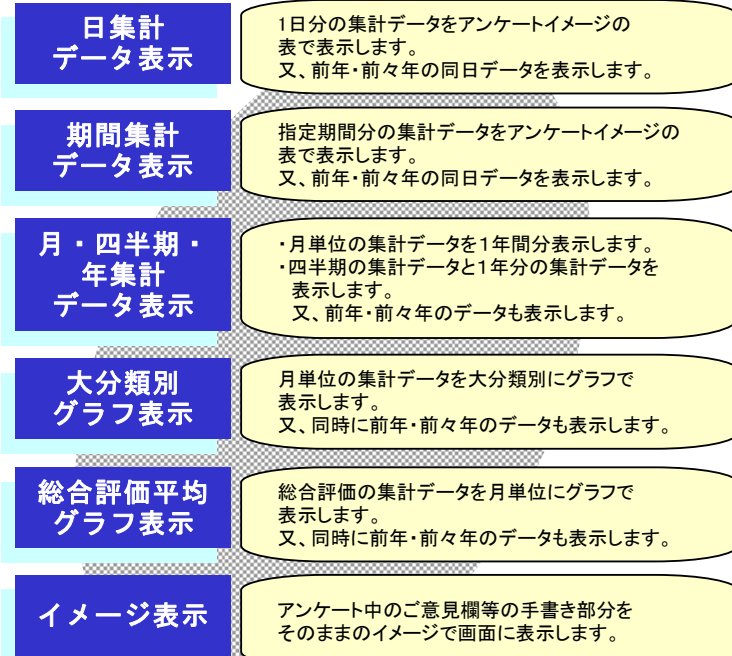 日集計
データ表示
1日分の集計データをアンケートイメージの
表で表示します。
又、前年・前々年の同日データを表示します。
期間集計
データ表示
指定期間分の集計データをアンケートイメージの
表で表示します。
又、前年・前々年の同日データを表示します。
月・四半期・
年集計
データ表示
・月単位の集計データを1年間分表示します。
・四半期の集計データと1年分の集計データを
表示します。
又、前年・前々年のデータも表示します。
大分類別
グラフ表示
月単位の集計データを大分類別にグラフで
表示します。
又、同時に前年・前々年のデータも表示します。
総合評価平均
グラフ表示
総合評価の集計データを月単位にグラフで
表示します。
又、同時に前年・前々年のデータも表示します。
イメージ表示
アンケート中のご意見欄等の手書き部分を
そのままのイメージで画面に表示します。